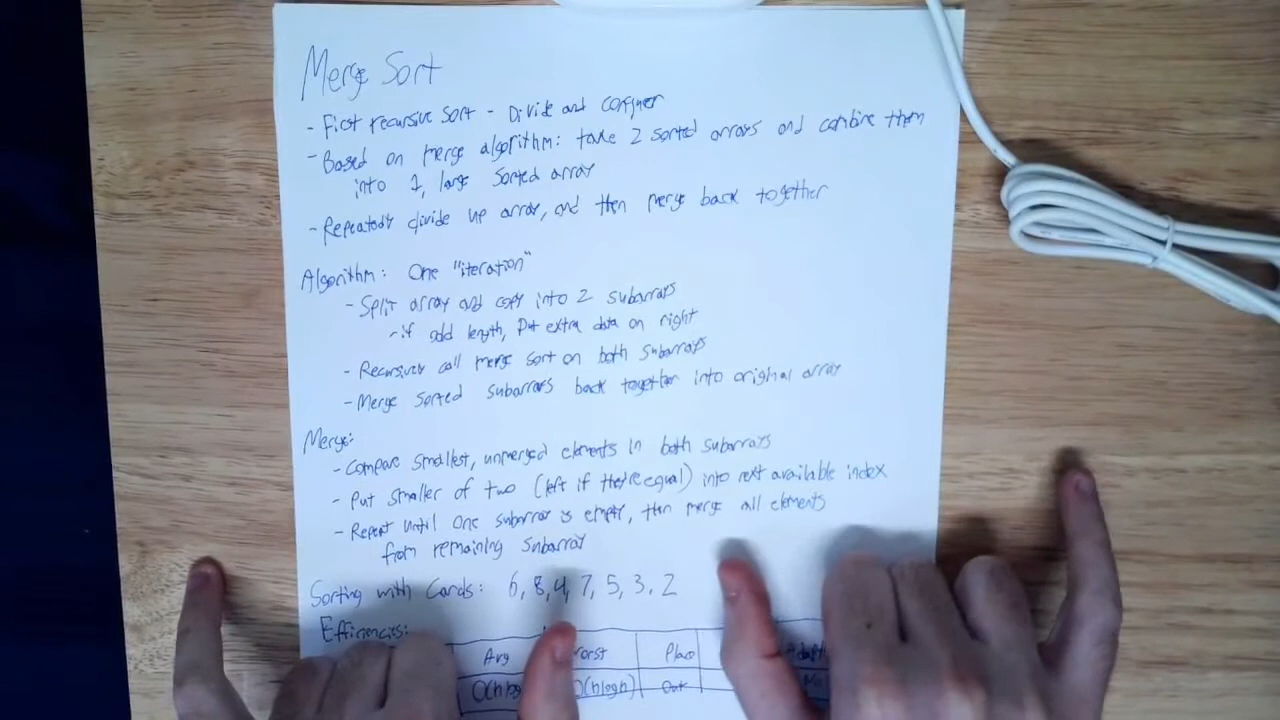 Merge Sort
- First recursive sort - Divide and conquer
- Based on merge algorithm: take 2 sorted arrays and combine them
into 1, large sorted array
- Repeatedly divide up array, and then merge back together
Algorithm: One "iteration"
- Split array and copy into 2 subarrays
- if odd length, put extra data on right
- Recursively call merge sort on both subarrays
- Merge sorted subarrays back together into original array
Merge:
- Compare smallest, unmerged elements in both subarrays
- Put smaller of two (left if they're equal) into next available index
- Repeat until one subarray is empty, then merge all elements
from remaining subarray
Sorting with Cards: 6, 8, 4, 7, 5, 3, 2
Efficiencies:
Avg Place
O(nlogn) Out No